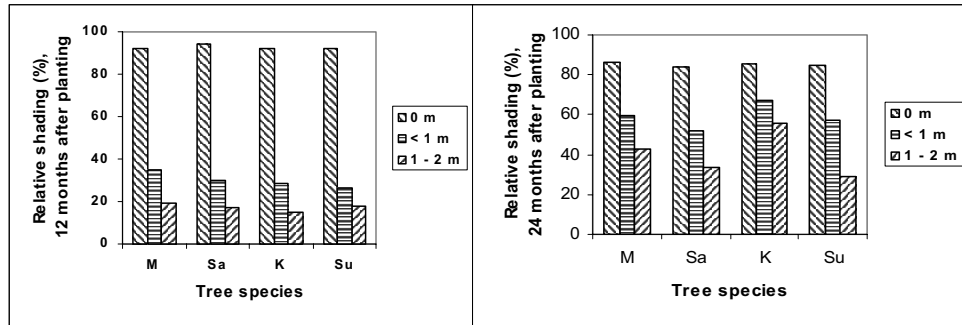 Relative shading (%),
12 months after planting
100
80
60
40
20
0
M Sa K Su
Tree species
0 m
< 1 m
1 - 2 m
Relative shading (%),
24 months after planting
100
80
60
40
20
0
M Sa K Su
Tree species
0 m
< 1 m
1 - 2 m